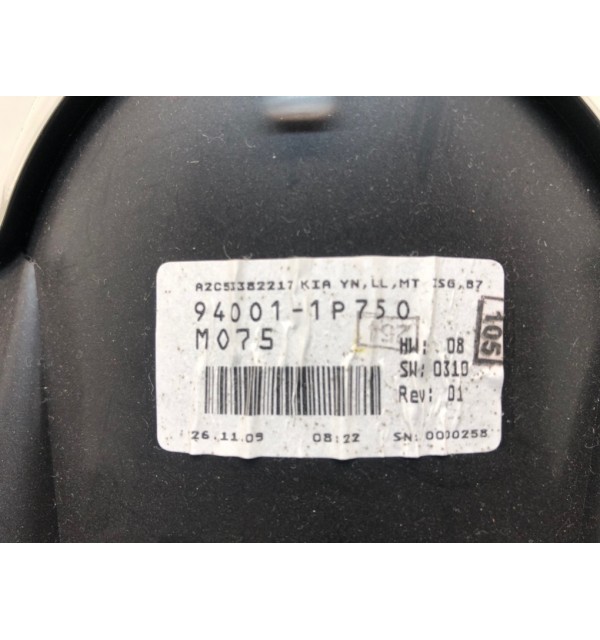 A2C53382217 KIA YN,LL,MT ISG,87
94001-1P750
M075
105
HW: 08
SW: 0310
Rev: 01
26.11.09 08:22 SN: 0000258